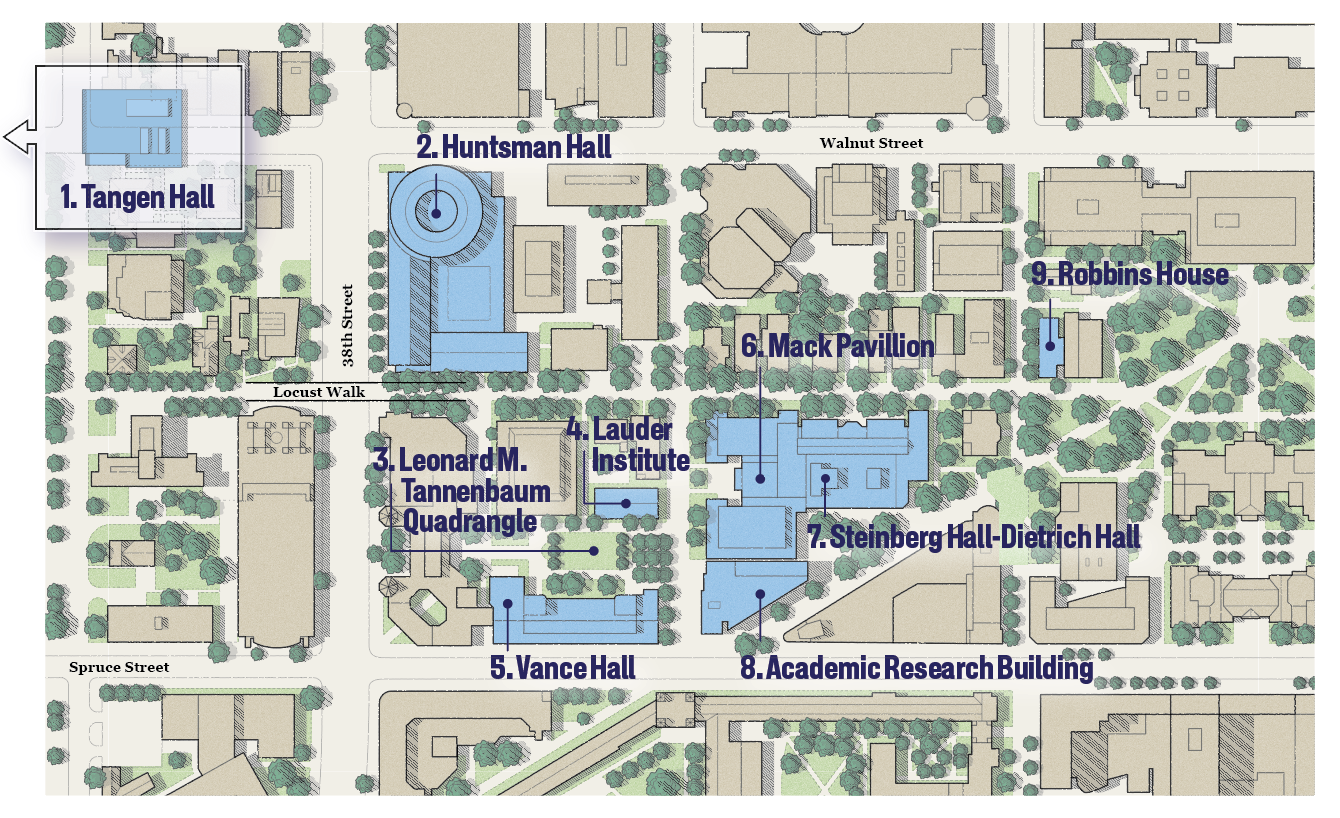 Walnut Street
2. Huntsman Hall
1. Tangen Hall
9. Robbins House
38th Street
6. Mack Pavillion
Locust Walk
4. Lauder
Institute
3. Leonard M.
Tannenbaum
Quadrangle
7. Steinberg Hall-Dietrich Hall
Spruce Street
5. Vance Hall
8. Academic Research Building